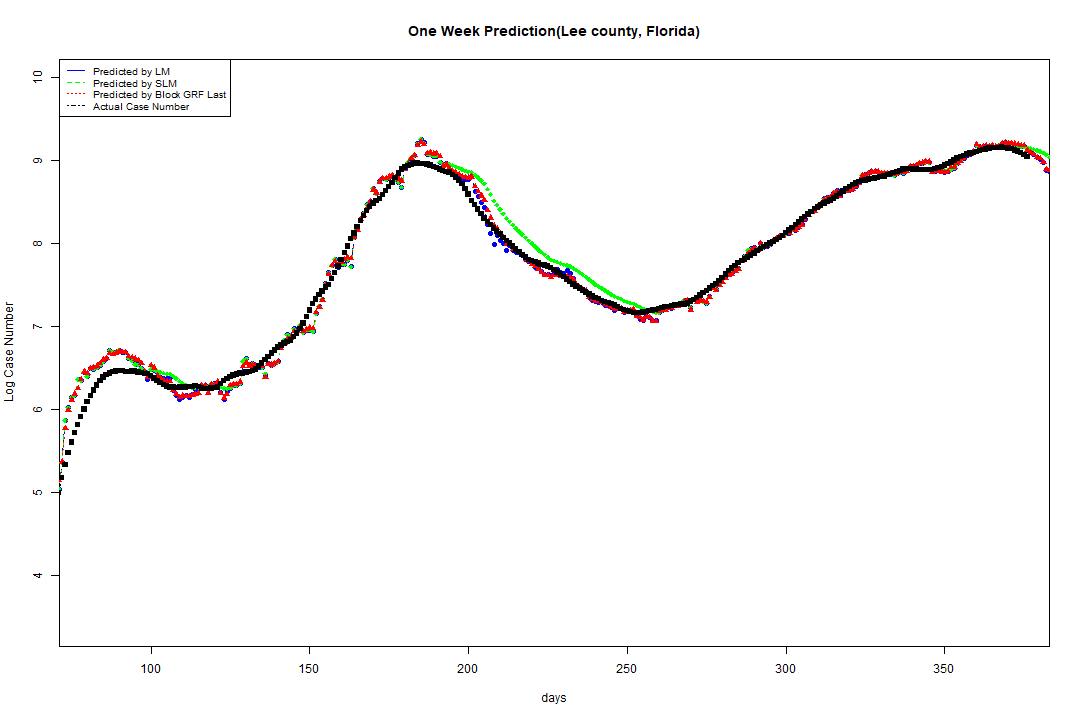 One Week Prediction(Lee county, Florida)
Predicted by LM
Predicted by SLM
Predicted by Block GRF Last
Actual Case Number
10
9
8
7
6
5
4
Log Case Number
100 150 200 250 300 350
days